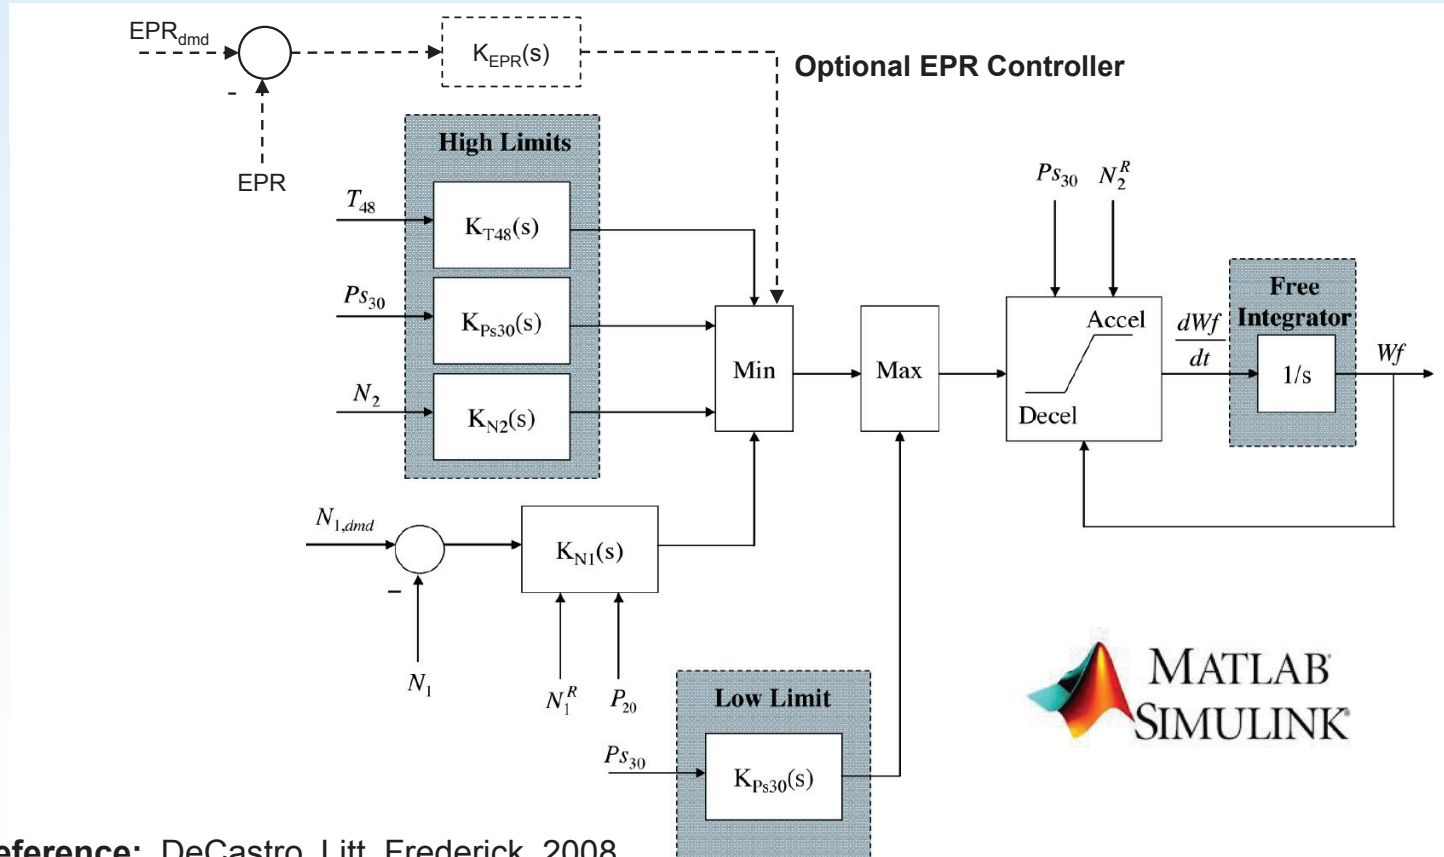 EPRdmd
KEPR(s)
Optional EPR Controller
-
EPR
High Limits
T48
KT48(s)
Ps30
KPs30(s)
N2
KN2(s)
Min
Max
Ps30
N2^R
Accel
Decel
dWf
dt
Free
Integrator
1/s
Wf
N1,dmd
–
N1
KN1(s)
N1^R
P20
Low Limit
Ps30
KPs30(s)
MATLAB
SIMULINK®
eference: DeCastro, Litt, Frederick, 2008